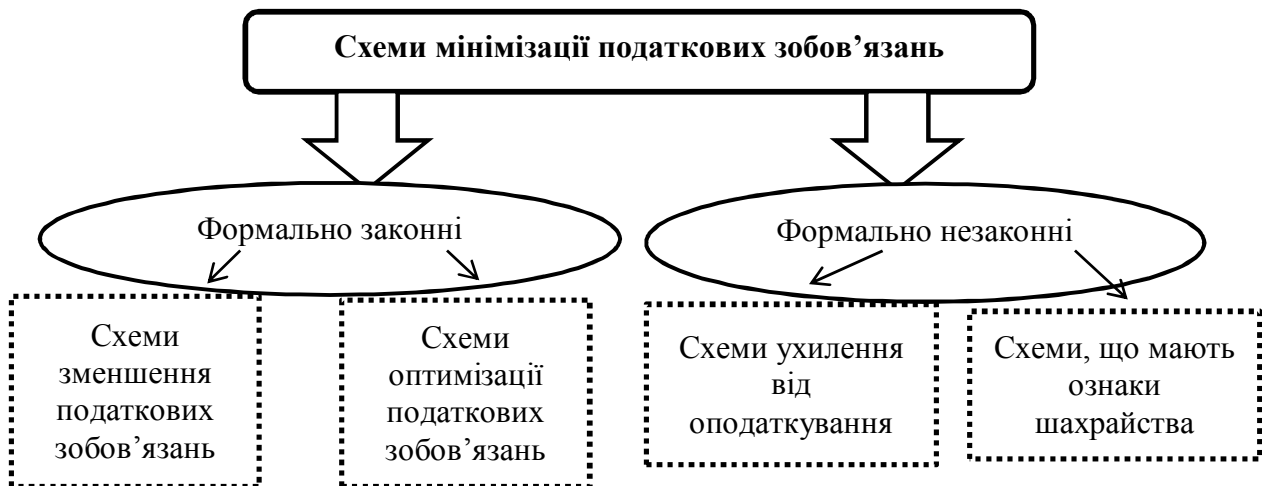 Схеми мінімізації податкових зобов’язань
Формально законні
Формально незаконні
Схеми
зменшення
податкових
зобов’язань
Схеми
оптимізації
податкових
зобов’язань
Схеми ухилення
від
оподаткування
Схеми, що мають
ознаки
шахрайства